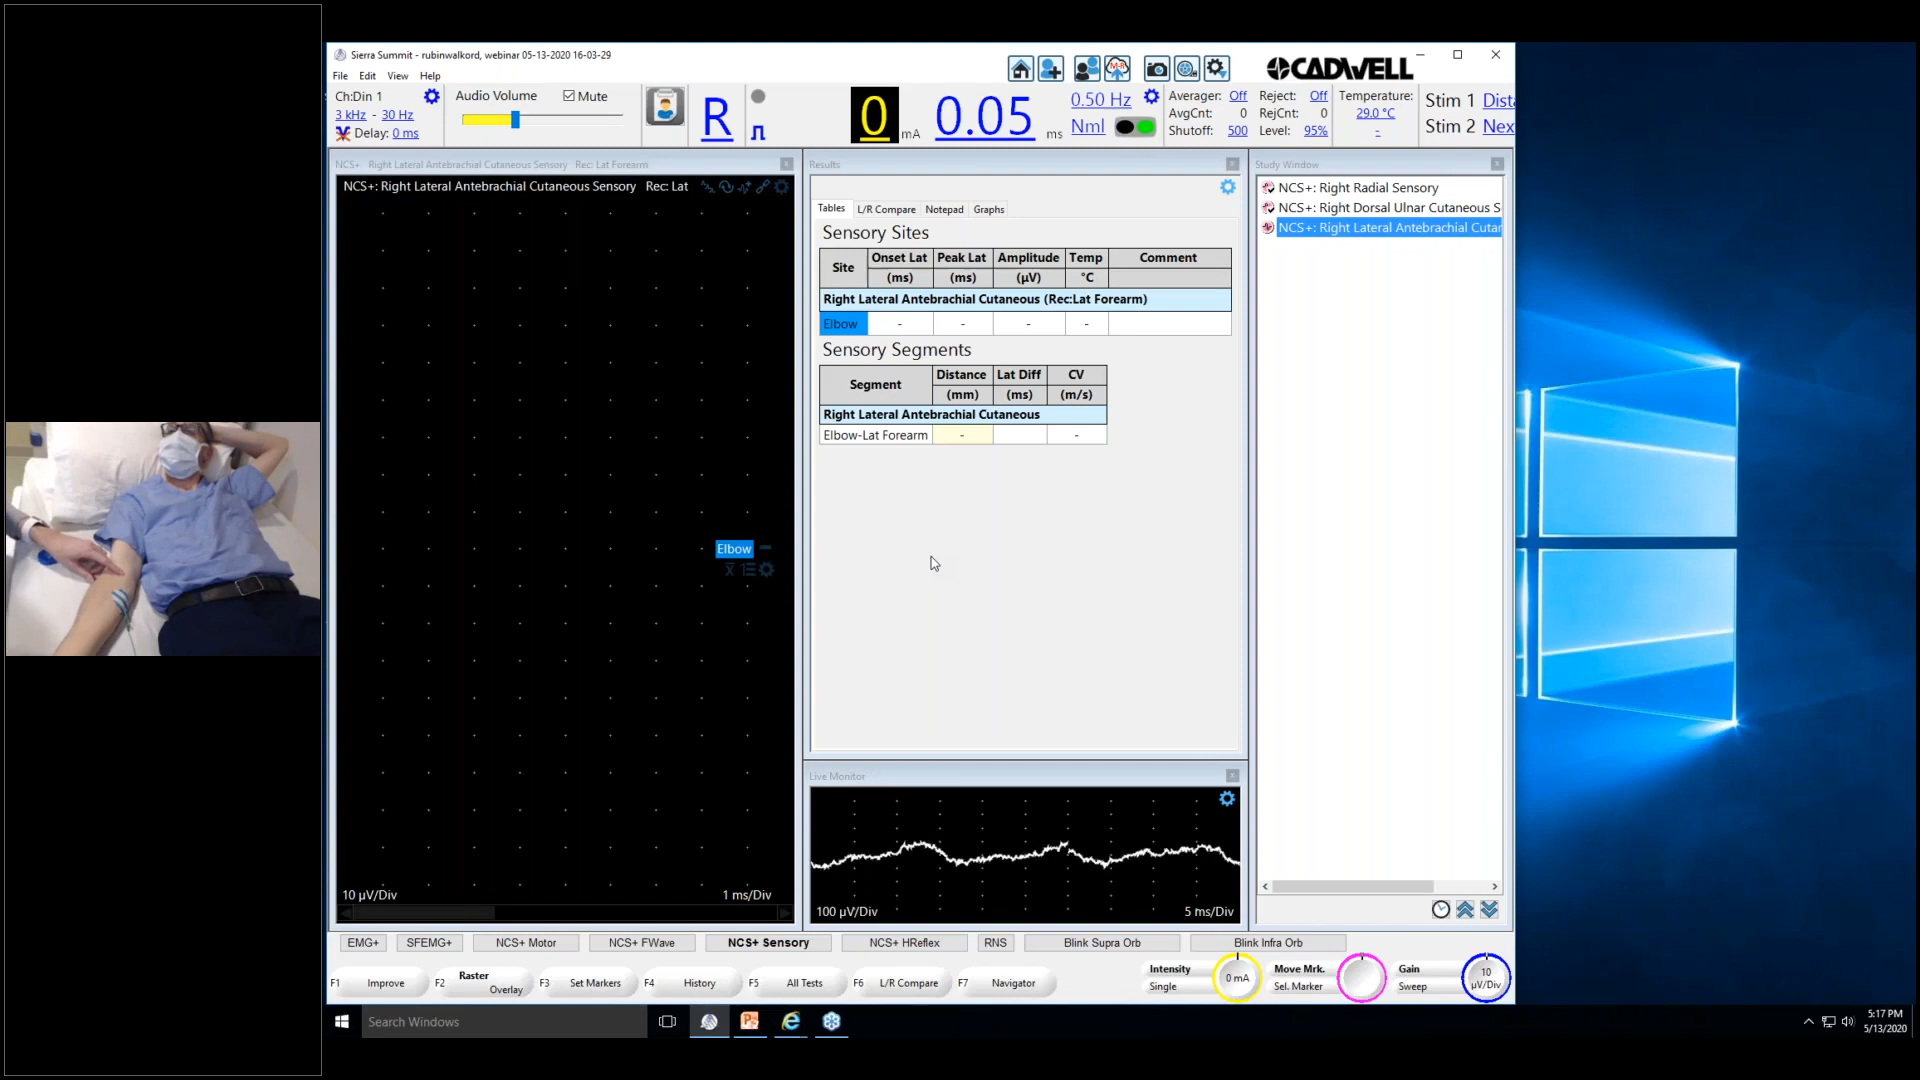 Sierra Summit - rubinwalkord, webinar 05-13-2020 16-03-29
File Edit View Help
CADWELL
Ch:Din 1
3 kHz - 30 Hz
Delay: 0 ms
Audio Volume Mute
R
0 mA
0.05 ms
0.50 Hz
Nml
Averager: Off
AvgCnt: 0
Shutoff: 500
Reject: Off
RejCnt: 0
Level: 95%
Temperature:
29.0 °C
-
Stim 1 Dista
Stim 2 Nex
NCS+ Right Lateral Antebrachial Cutaneous Sensory Rec: Lat Forearm
NCS+: Right Lateral Antebrachial Cutaneous Sensory Rec: Lat
Elbow
10 µV/Div 1 ms/Div
Results
Tables L/R Compare Notepad Graphs
Sensory Sites
Site Onset Lat Peak Lat Amplitude Temp Comment
(ms) (ms) (µV) °C
Right Lateral Antebrachial Cutaneous (Rec:Lat Forearm)
Elbow - - - -
Sensory Segments
Segment Distance Lat Diff CV
(mm) (ms) (m/s)
Right Lateral Antebrachial Cutaneous
Elbow-Lat Forearm - -
Live Monitor
100 µV/Div 5 ms/Div
Study Window
NCS+: Right Radial Sensory
NCS+: Right Dorsal Ulnar Cutaneous S
NCS+: Right Lateral Antebrachial Cutar
EMG+ SFEMG+ NCS+ Motor NCS+ FWave NCS+ Sensory NCS+ HReflex RNS Blink Supra Orb Blink Infra Orb
F1 Improve F2 Raster Overlay F3 Set Markers F4 History F5 All Tests F6 L/R Compare F7 Navigator
Intensity
Single
0 mA
Move Mrk.
Sel. Marker
Gain
Sweep
10
µV/Div
Search Windows
5:17 PM
5/13/2020